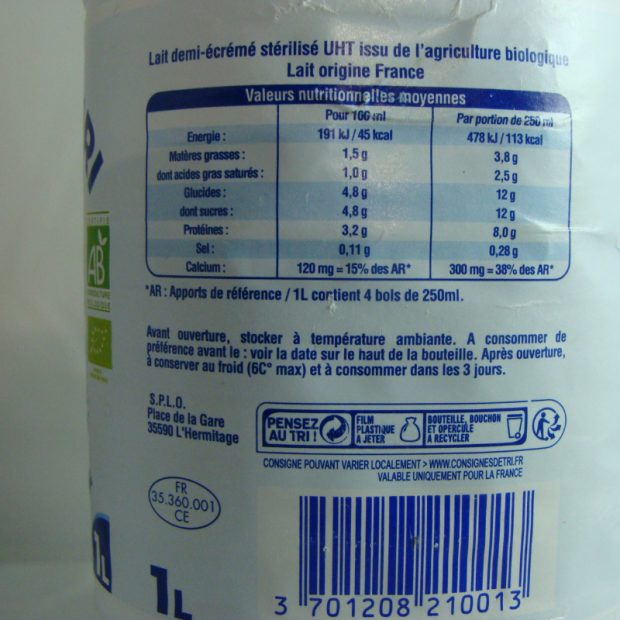 Lait demi-écrémé stérilisé UHT issu de l'agriculture biologique
Lait origine France
Valeurs nutritionnelles moyennes
Pour 100 ml Par portion de 250 ml
Energie : 191 kJ / 45 kcal 478 kJ / 113 kcal
Matères grasses : 1,5 g 3,8 g
dont acides gras saturés : 1,0 g 2,5 g
Glucides : 4,8 g 12 g
dont sucres : 4,8 g 12 g
Protéines : 3,2 g 8,0 g
Sel : 0,11 g 0,28 g
Calcium : 120 mg = 15% des AR* 300 mg = 38% des AR*
*AR : Apports de référence / 1L contient 4 bols de 250ml.
Avant ouverture, stocker à température ambiante. A consommer de
préférence avant le : voir la date sur le haut de la bouteille. Après ouverture,
à conserver au froid (6C° max) et à consommer dans les 3 jours.
S.P.L.O.
Place de la Gare
35590 L'Hermitage
PENSEZ
AU TRI !
FILM
PLASTIQUE
A JETER
BOUTEILLE, BOUCHON
ET OPERCULE
A RECYCLER
CONSIGNE POUVANT VARIER LOCALEMENT > WWW.CONSIGNESDETRI.FR
VALABLE UNIQUEMENT POUR LA FRANCE
FR
35.360.001
CE
AB
1L
1L
3 701208 210013